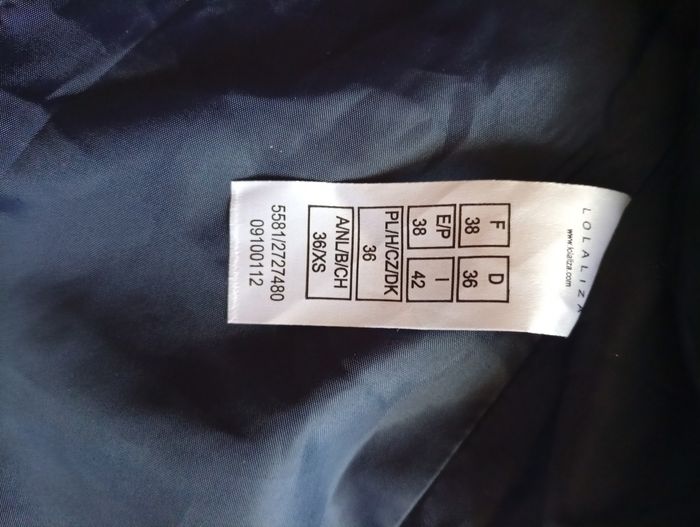 LOLALIZA
www.lolaliza.com
F D
38 36
E/P I
38 42
PL/H/CZ/DK
36
A/NL/B/CH
36/XS
5581/2727480
09100112